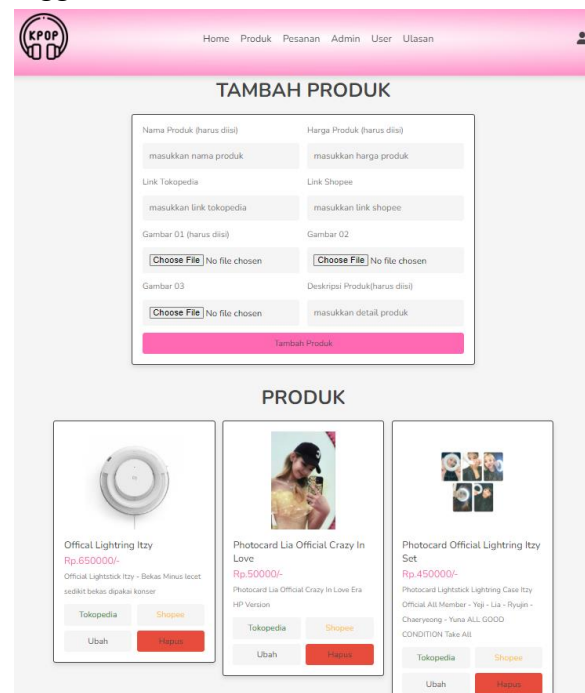 KPOP
Home Produk Pesanan Admin User Ulasan
TAMBAH PRODUK
Nama Produk (harus diisi)
Harga Produk (harus diisi)
masukkan nama produk
masukkan harga produk
Link Tokopedia
Link Shopee
masukkan link tokopedia
masukkan link shopee
Gambar 01 (harus diisi)
Gambar 02
Choose File No file chosen
Choose File No file chosen
Gambar 03
Deskripsi Produk(harus diisi)
Choose File No file chosen
masukkan detail produk
Tambah Produk
PRODUK
Offical Lightring Itzy
Rp.650000/-
Official Lightstick Itzy - Bekas Minus lecet
sedikit bekas dipakai konser
Tokopedia
Shopee
Ubah
Hapus
Photocard Lia Official Crazy In
Love
Rp.50000/-
Photocard Lia Official Crazy In Love Era
HP Version
Tokopedia
Shopee
Ubah
Hapus
Photocard Official Lightring Itzy
Set
Rp.450000/-
Photocard Lightstick Lightring Case Itzy
Official All Member - Yeji - Lia - Ryujin -
Chaeryeong - Yuna ALL GOOD
CONDITION Take All
Tokopedia
Shopee
Ubah
Hapus